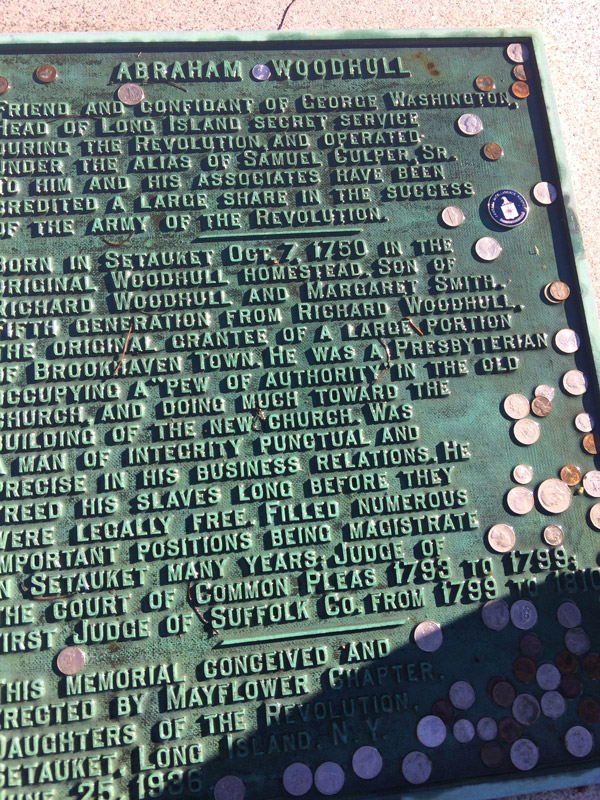 ABRAHAM WOODHULL
FRIEND AND CONFIDANT OF GEORGE WASHINGTON,
HEAD OF LONG ISLAND SECRET SERVICE
DURING THE REVOLUTION, AND OPERATED
UNDER THE ALIAS OF SAMUEL CULPER, SR.
TO HIM AND HIS ASSOCIATES HAVE BEEN
CREDITED A LARGE SHARE IN THE SUCCESS
OF THE ARMY OF THE REVOLUTION.
BORN IN SETAUKET OCT. 7, 1750 IN THE
ORIGINAL WOODHULL HOMESTEAD. SON OF
RICHARD WOODHULL AND MARGARET SMITH.
FIFTH GENERATION FROM RICHARD WOODHULL,
THE ORIGINAL GRANTEE OF A LARGE PORTION
OF BROOKHAVEN TOWN. HE WAS A PRESBYTERIAN
OCCUPYING A "PEW OF AUTHORITY" IN THE OLD
CHURCH, AND DOING MUCH TOWARD THE
BUILDING OF THE NEW CHURCH. WAS
A MAN OF INTEGRITY PUNCTUAL AND
PRECISE IN HIS BUSINESS RELATIONS. HE
FREED HIS SLAVES LONG BEFORE THEY
WERE LEGALLY FREE. FILLED NUMEROUS
IMPORTANT POSITIONS BEING MAGISTRATE
IN SETAUKET MANY YEARS; JUDGE OF
THE COURT OF COMMON PLEAS 1793 TO 1799;
FIRST JUDGE OF SUFFOLK CO. FROM 1799 TO 1810
THIS MEMORIAL CONCEIVED AND
ERECTED BY MAYFLOWER CHAPTER,
DAUGHTERS OF THE REVOLUTION,
SETAUKET, LONG ISLAND, N.Y.
JUNE 25, 1936